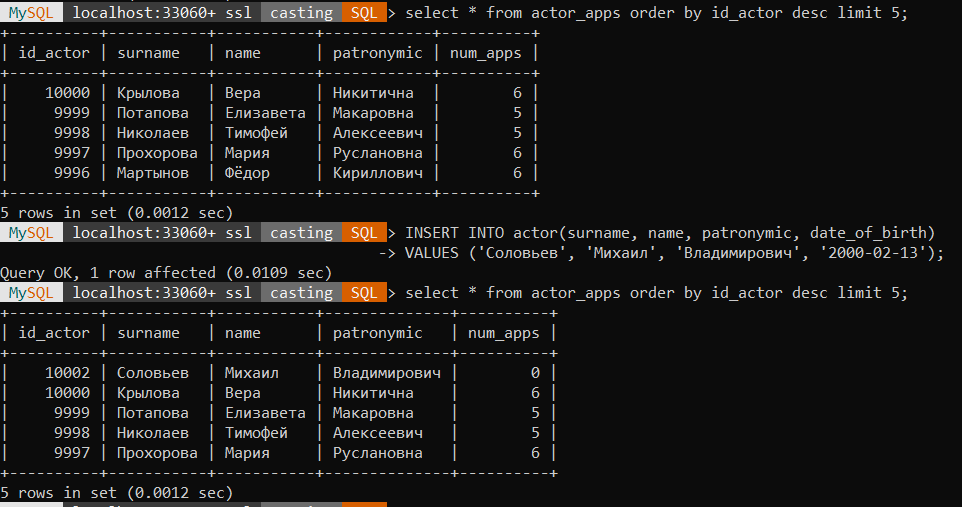 MySQL localhost:33060+ ssl casting SQL > select * from actor_apps order by id_actor desc limit 5;
+----------+-----------+-----------+-------------+----------+
| id_actor | surname   | name      | patronymic  | num_apps |
+----------+-----------+-----------+-------------+----------+
|    10000 | Крылова   | Вера      | Никитична   |        6 |
|     9999 | Потапова  | Елизавета | Макаровна   |        5 |
|     9998 | Николаев  | Тимофей   | Алексеевич  |        5 |
|     9997 | Прохорова | Мария     | Руслановна  |        6 |
|     9996 | Мартынов  | Фёдор     | Кириллович  |        6 |
+----------+-----------+-----------+-------------+----------+
5 rows in set (0.0012 sec)
MySQL localhost:33060+ ssl casting SQL > INSERT INTO actor(surname, name, patronymic, date_of_birth)
-> VALUES ('Соловьев', 'Михаил', 'Владимирович', '2000-02-13');
Query OK, 1 row affected (0.0109 sec)
MySQL localhost:33060+ ssl casting SQL > select * from actor_apps order by id_actor desc limit 5;
+----------+-----------+-----------+--------------+----------+
| id_actor | surname   | name      | patronymic   | num_apps |
+----------+-----------+-----------+--------------+----------+
|    10002 | Соловьев  | Михаил    | Владимирович |        0 |
|    10000 | Крылова   | Вера      | Никитична    |        6 |
|     9999 | Потапова  | Елизавета | Макаровна    |        5 |
|     9998 | Николаев  | Тимофей   | Алексеевич   |        5 |
|     9997 | Прохорова | Мария     | Руслановна   |        6 |
+----------+-----------+-----------+--------------+----------+
5 rows in set (0.0012 sec)